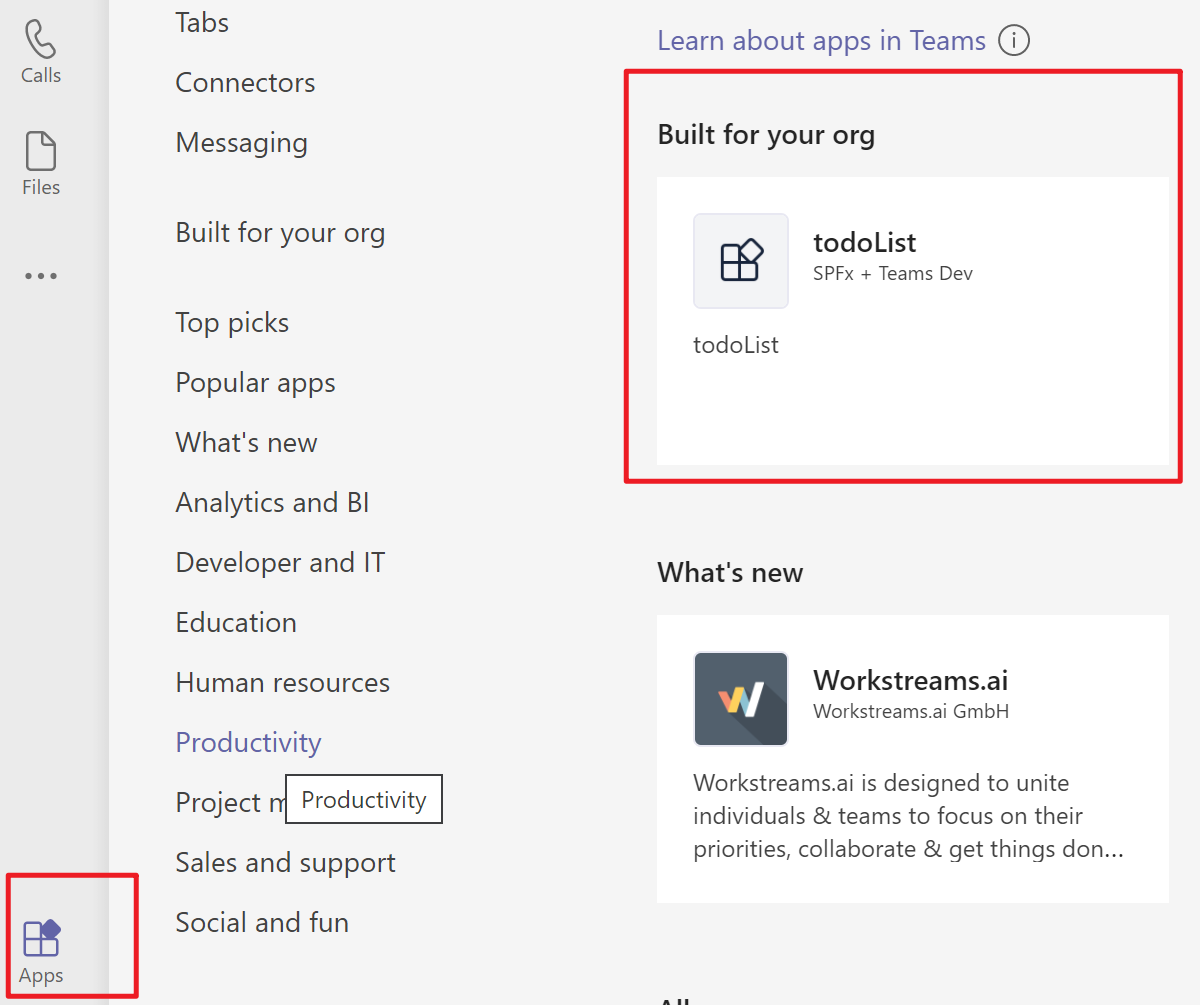 Calls
Files
Apps
Tabs
Connectors
Messaging
Built for your org
Top picks
Popular apps
What's new
Analytics and BI
Developer and IT
Education
Human resources
Productivity
Project m
Productivity
Sales and support
Social and fun
Learn about apps in Teams
Built for your org
todoList
SPFx + Teams Dev
todoList
What's new
Workstreams.ai
Workstreams.ai GmbH
Workstreams.ai is designed to unite
individuals & teams to focus on their
priorities, collaborate & get things don...